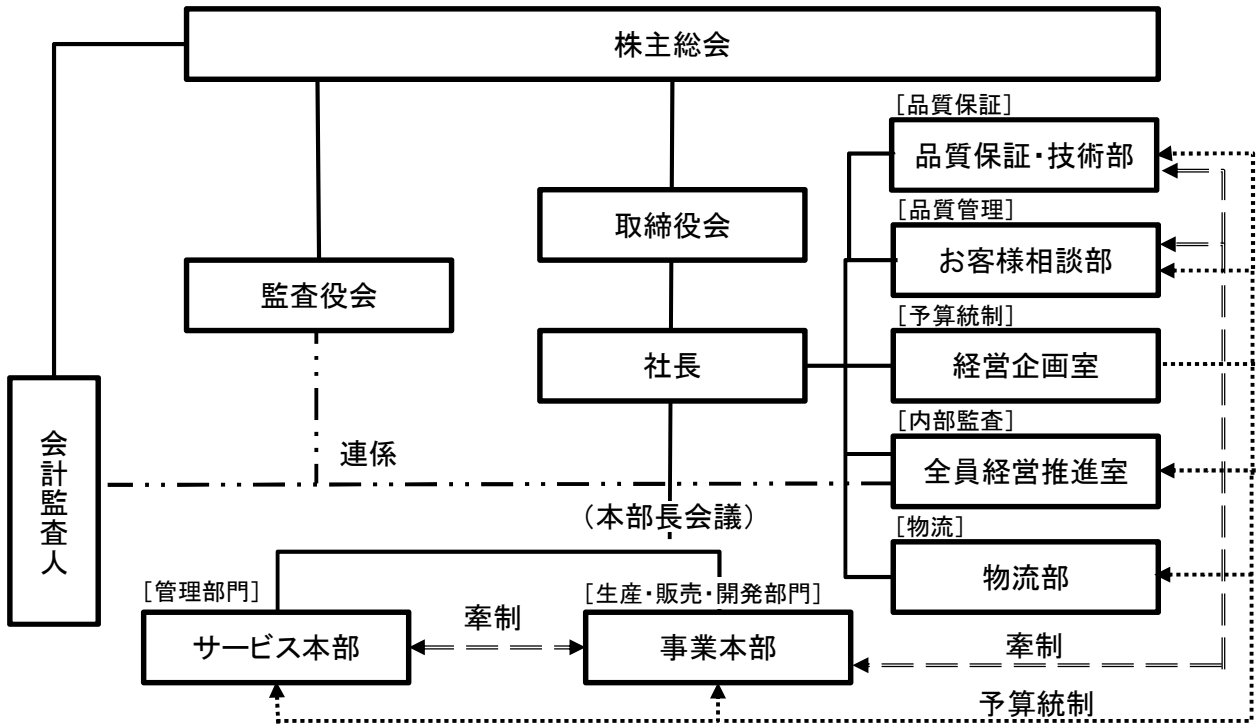 株主総会
[品質保証]
品質保証・技術部
取締役会
[品質管理]
お客様相談部
監査役会
[予算統制]
社長
経営企画室
会計監査人
[内部監査]
連係
全員経営推進室
(本部長会議)
[物流]
物流部
[管理部門]
[生産・販売・開発部門]
サービス本部
牽制
事業本部
牽制
予算統制